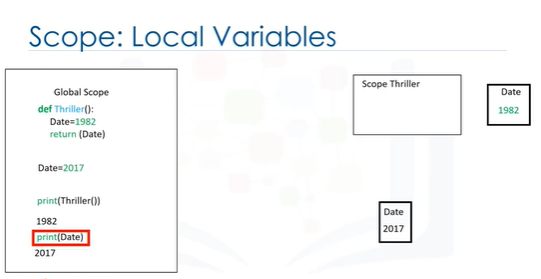 Scope: Local Variables
Global Scope
def Thriller():
Date=1982
return (Date)
Date=2017
print(Thriller())
1982
print(Date)
2017
Scope Thriller
Date
1982
Date
2017